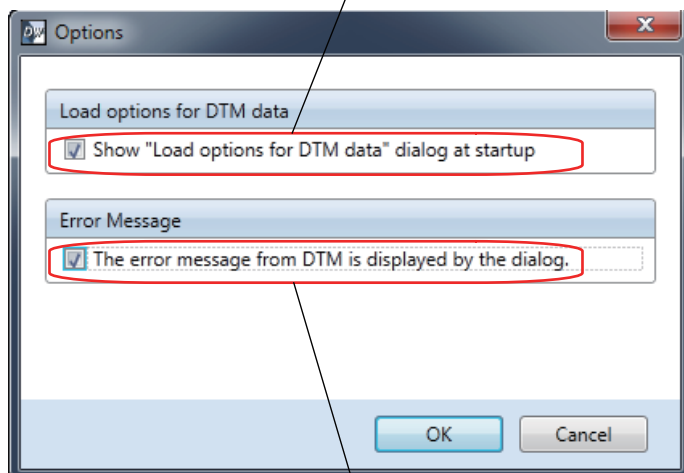 DW Options
Load options for DTM data
Show "Load options for DTM data" dialog at startup
Error Message
The error message from DTM is displayed by the dialog.
OK Cancel